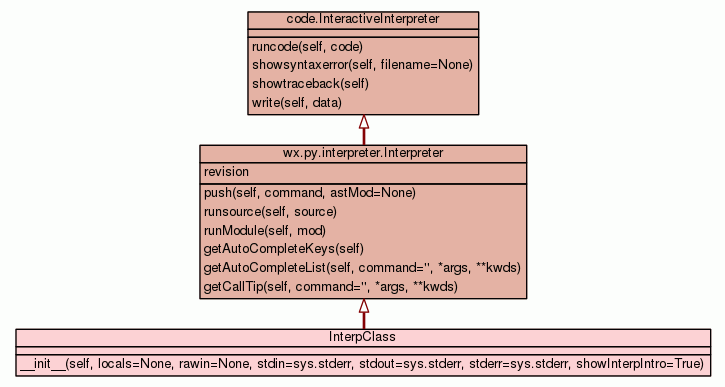 code.InteractiveInterpreter
runcode(self, code)
showsyntaxerror(self, filename=None)
showtraceback(self)
write(self, data)
wx.py.interpreter.Interpreter
revision
push(self, command, astMod=None)
runsource(self, source)
runModule(self, mod)
getAutoCompleteKeys(self)
getAutoCompleteList(self, command='', *args, **kwds)
getCallTip(self, command='', *args, **kwds)
InterpClass
__init__(self, locals=None, rawin=None, stdin=sys.stderr, stdout=sys.stderr, stderr=sys.stderr, showInterpIntro=True)